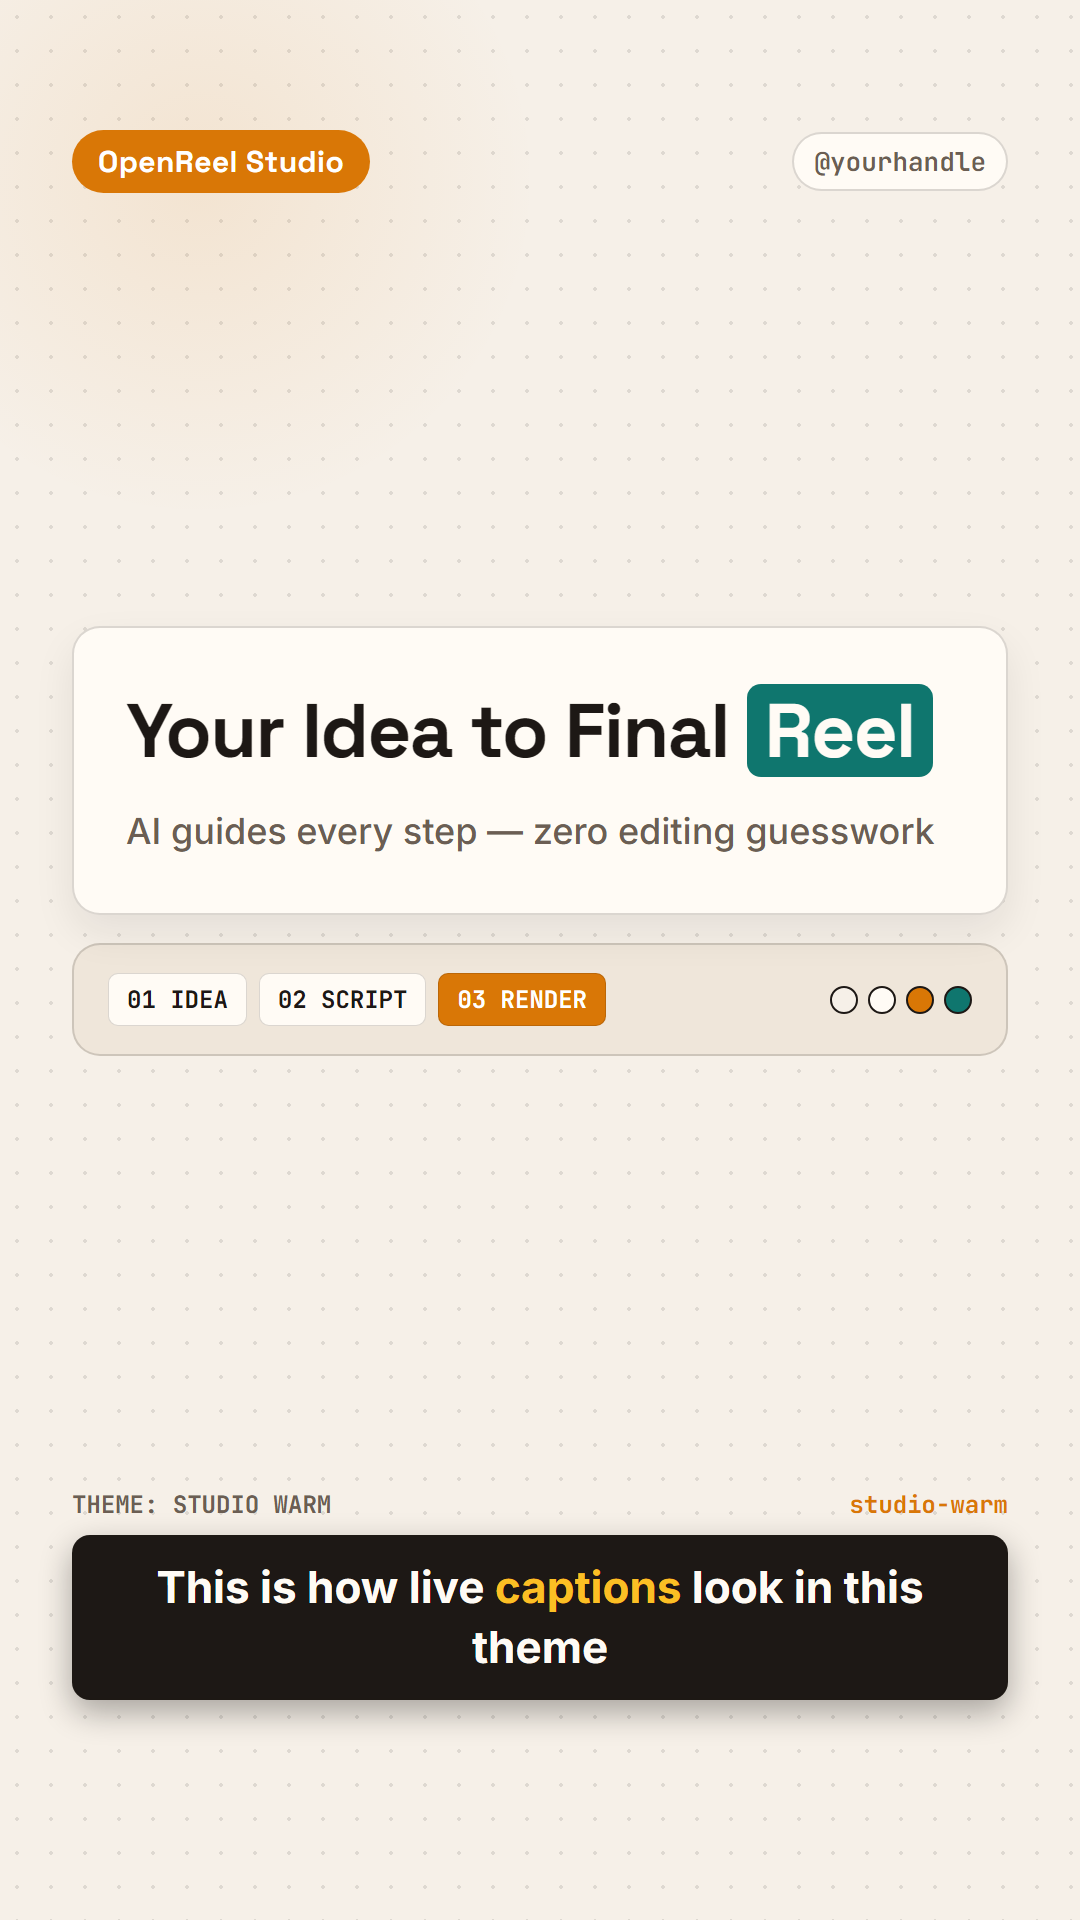 OpenReel Studio
@yourhandle
Your Idea to Final Reel
AI guides every step — zero editing guesswork
01 IDEA
02 SCRIPT
03 RENDER
THEME: STUDIO WARM
studio-warm
This is how live captions look in this
theme